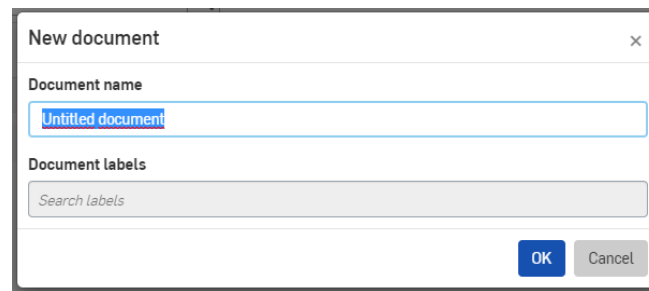 New document
×
Document name
Untitled document
Document labels
Search labels
OK Cancel